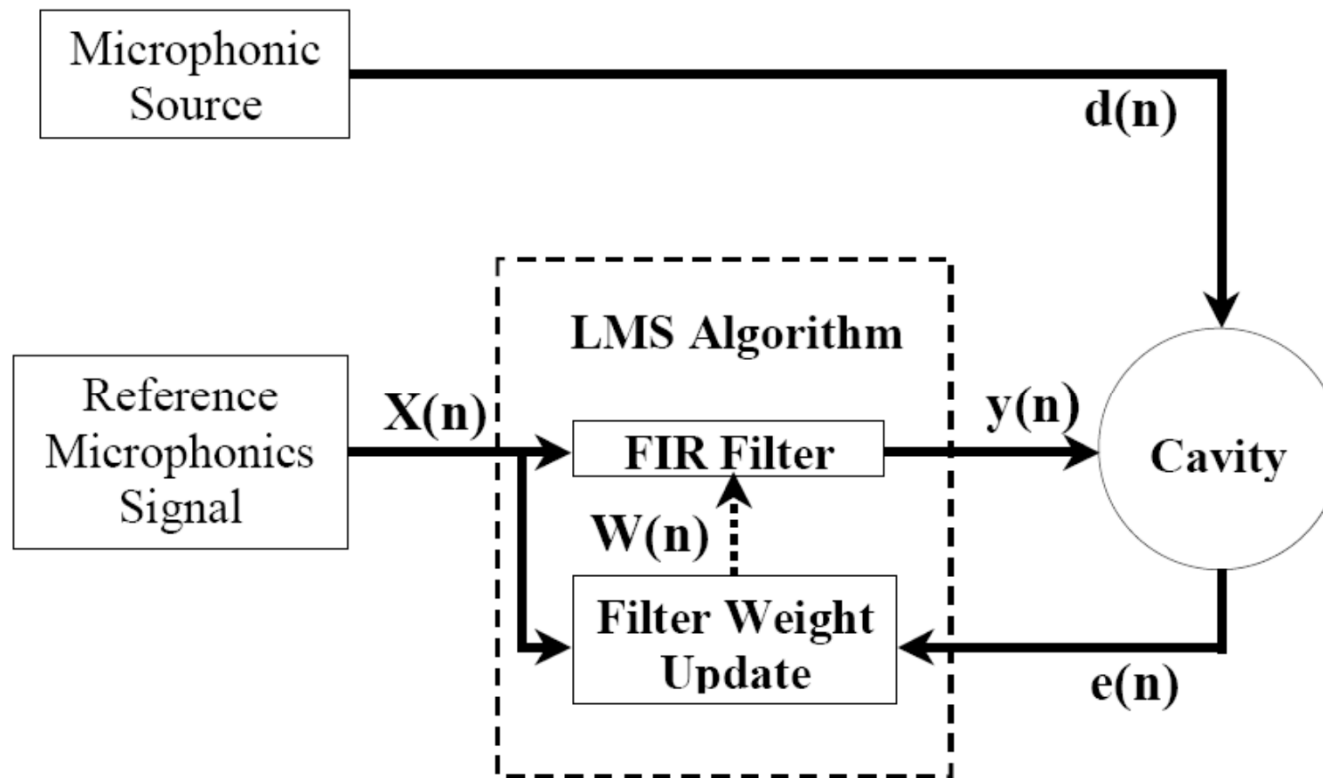 Microphonic
Source
d(n)
LMS Algorithm
Reference
Microphonics
Signal
X(n)
FIR Filter
y(n)
Cavity
W(n)
Filter Weight
Update
e(n)